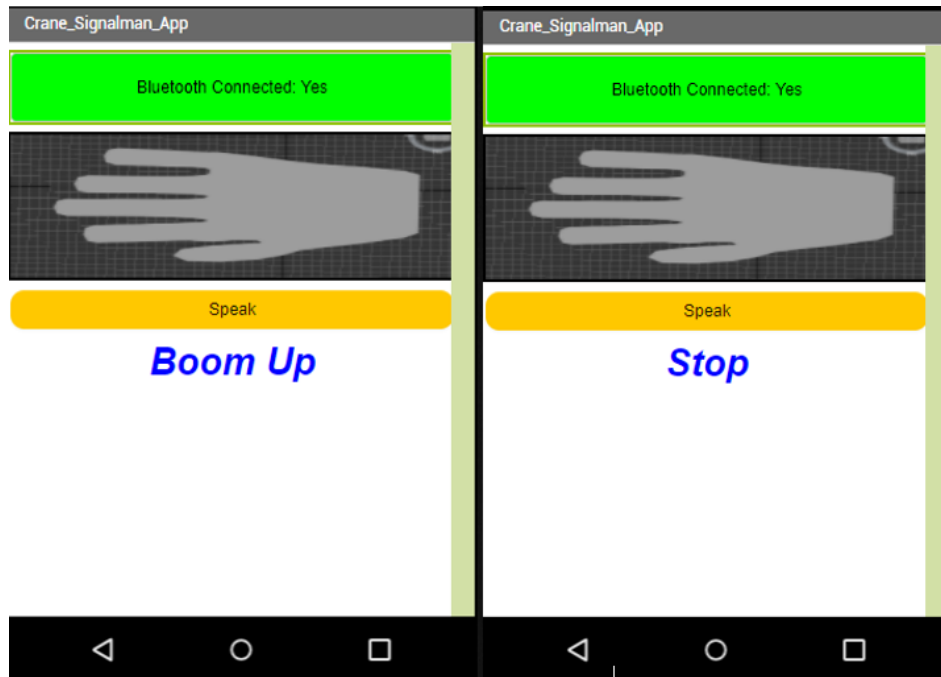 Crane_Signalman_App
Bluetooth Connected: Yes
Speak
Boom Up
Crane_Signalman_App
Bluetooth Connected: Yes
Speak
Stop